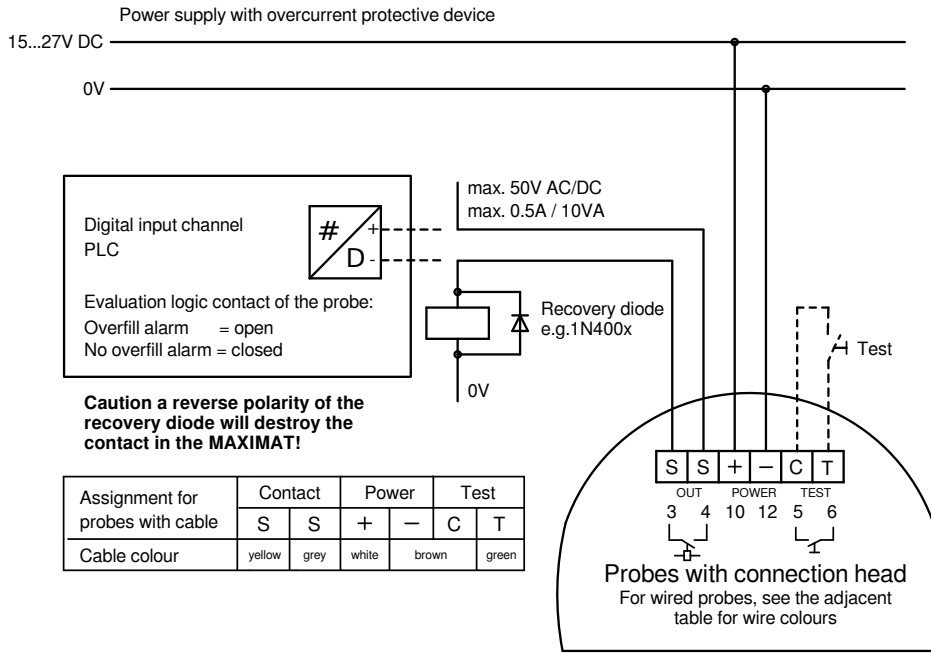 Power supply with overcurrent protective device
15...27V DC
0V
max. 50V AC/DC
max. 0.5A / 10VA
Digital input channel
PLC
# +
D -
Evaluation logic contact of the probe:
Overfill alarm = open
No overfill alarm = closed
Recovery diode
e.g.1N400x
0V
Test
Caution a reverse polarity of the
recovery diode will destroy the
contact in the MAXIMAT!
S S + − C T
OUT POWER TEST
3 4 10 12 5 6
Probes with connection head
For wired probes, see the adjacent
table for wire colours
Assignment for
probes with cable
Contact Power Test
S S + − C T
Cable colour yellow grey white brown green